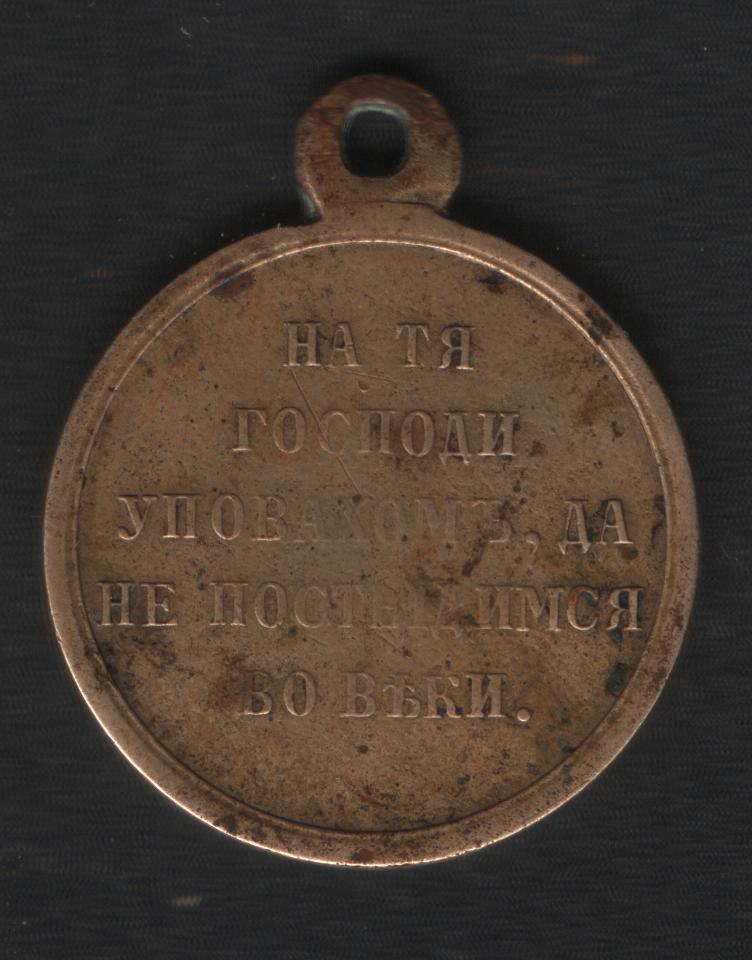 НА ТЯ
ГОСПОДИ
УПОВАХОМЪ, ДА
НЕ ПОСТЫДИМСЯ
ВО ВѢКИ.